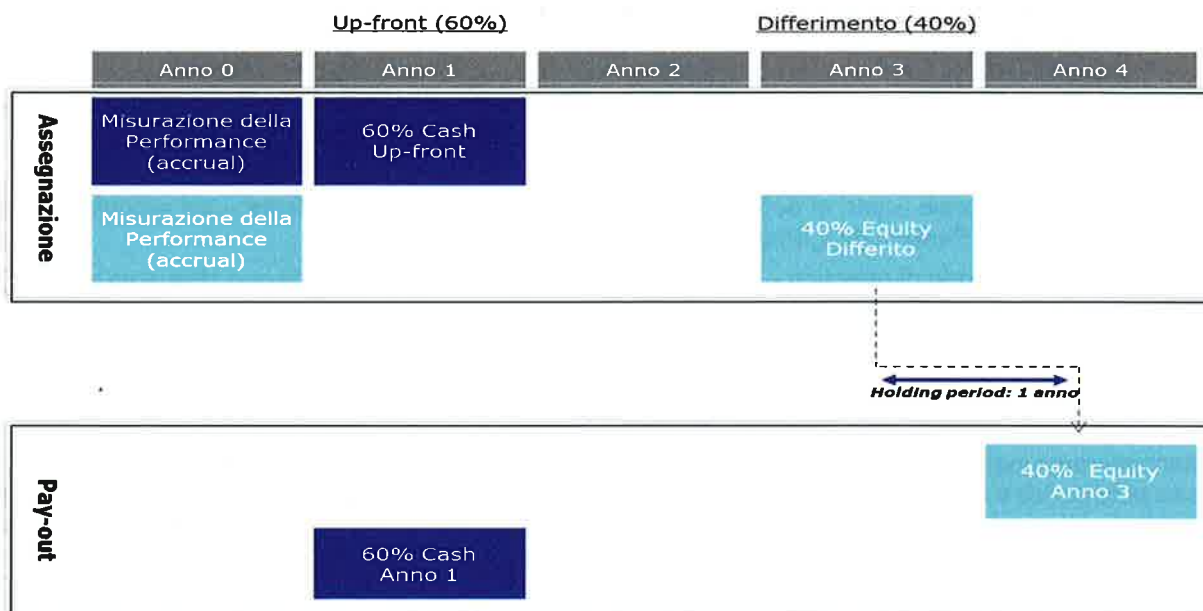 Up-front (60%)
Differimento (40%)
Anno 0
Anno 1
Anno 2
Anno 3
Anno 4
Assegnazione
Misurazione della
Performance
(accrual)
60% Cash
Up-front
Misurazione della
Performance
(accrual)
40% Equity
Differito
Holding period: 1 anno
Pay-out
40% Equity
Anno 3
60% Cash
Anno 1